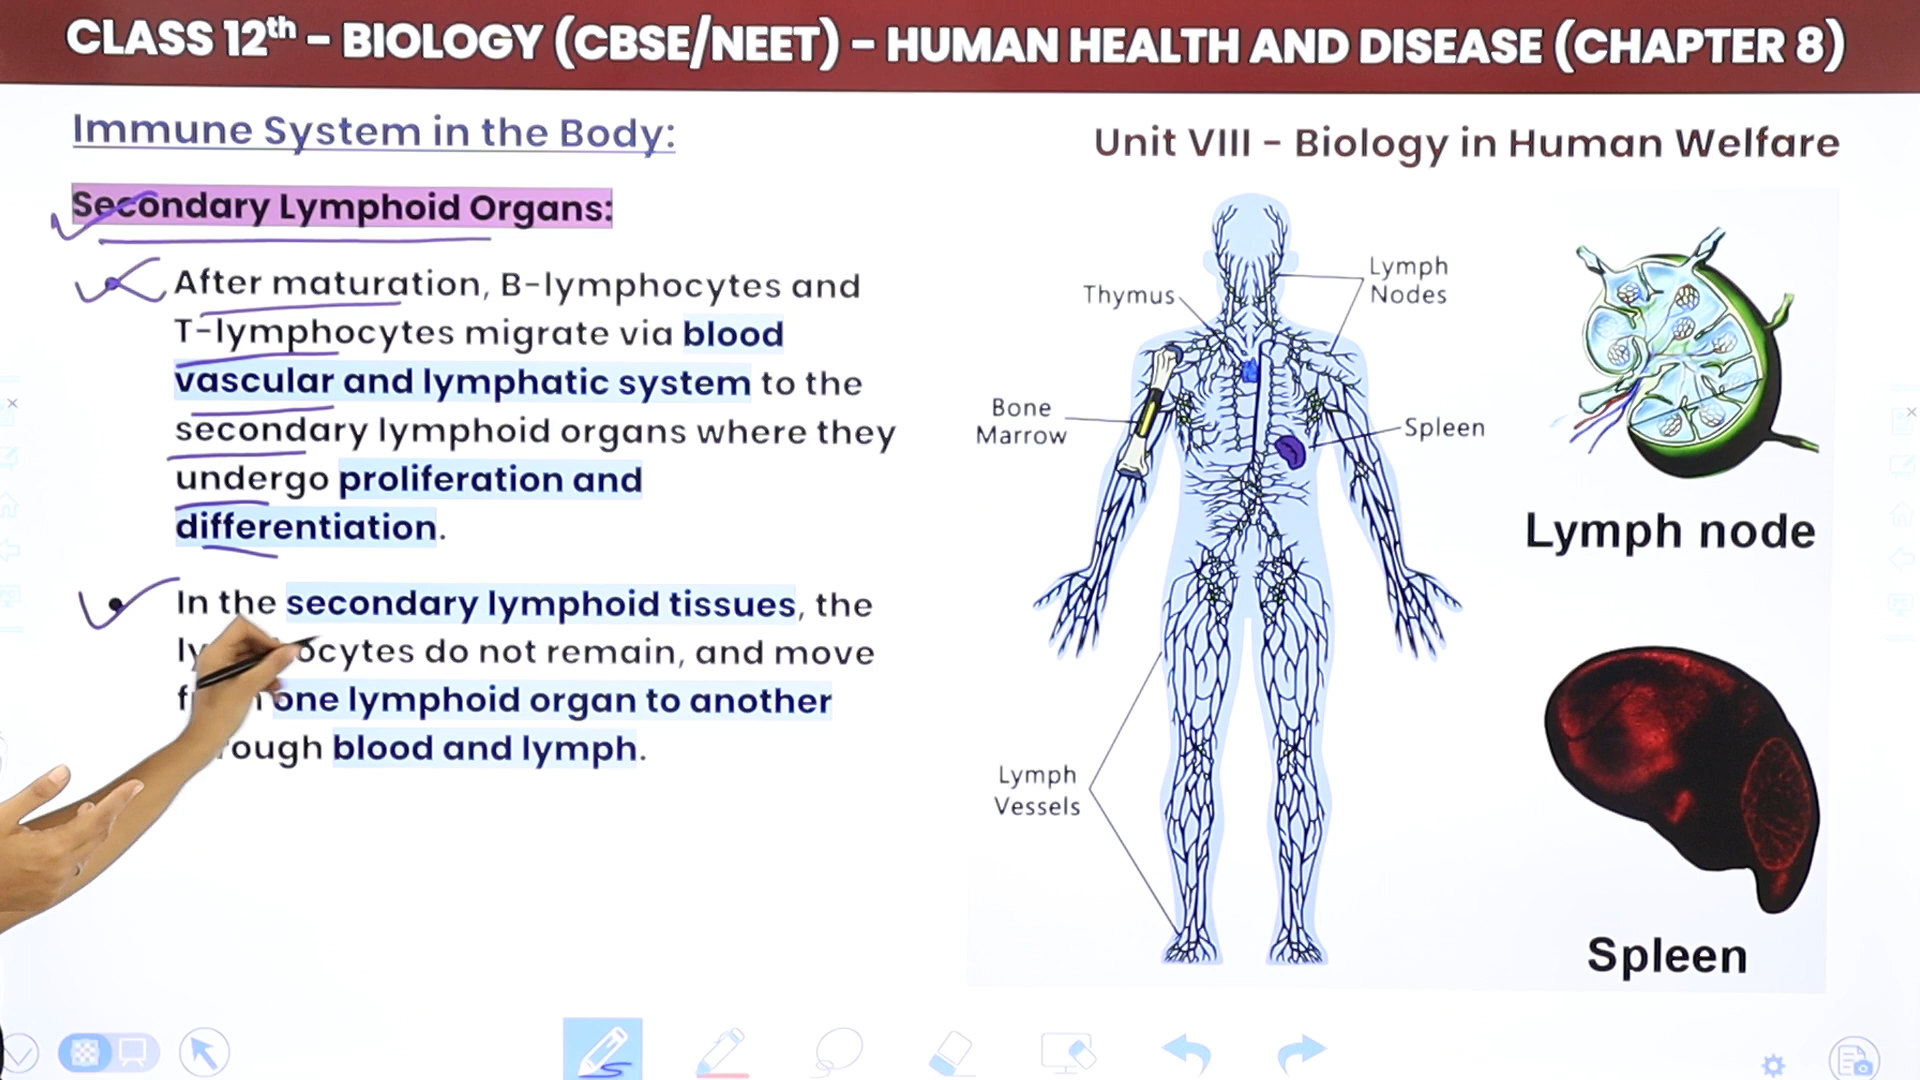 CLASS 12th - BIOLOGY (CBSE/NEET) - HUMAN HEALTH AND DISEASE (CHAPTER 8)
Immune System in the Body:
Unit VIII - Biology in Human Welfare
Secondary Lymphoid Organs:
After maturation, B-lymphocytes and
T-lymphocytes migrate via blood
vascular and lymphatic system to the
secondary lymphoid organs where they
undergo proliferation and
differentiation.
In the secondary lymphoid tissues, the
do not remain, and move
one lymphoid organ to another
blood and lymph.
Thymus
Lymph
Nodes
Bone
Marrow
Spleen
Lymph
Vessels
Lymph node
Spleen